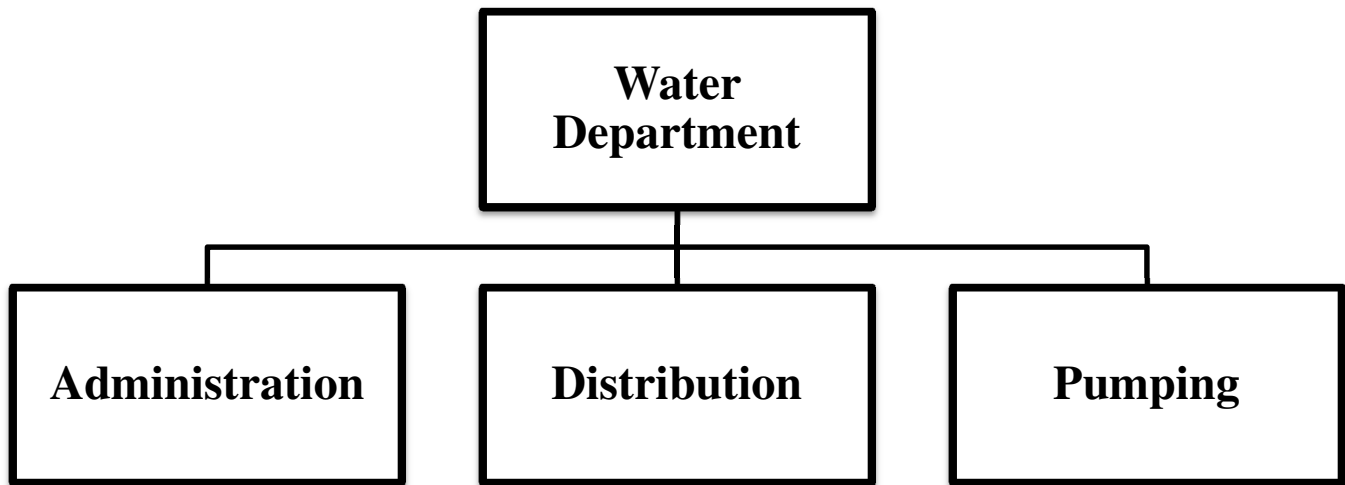 Water
Department
Administration
Distribution
Pumping